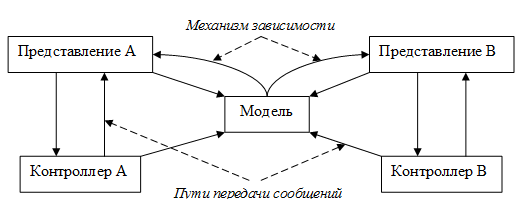 Механизм зависимости
Представление A
Представление B
Модель
Контроллер A
Контроллер B
Пути передачи сообщений